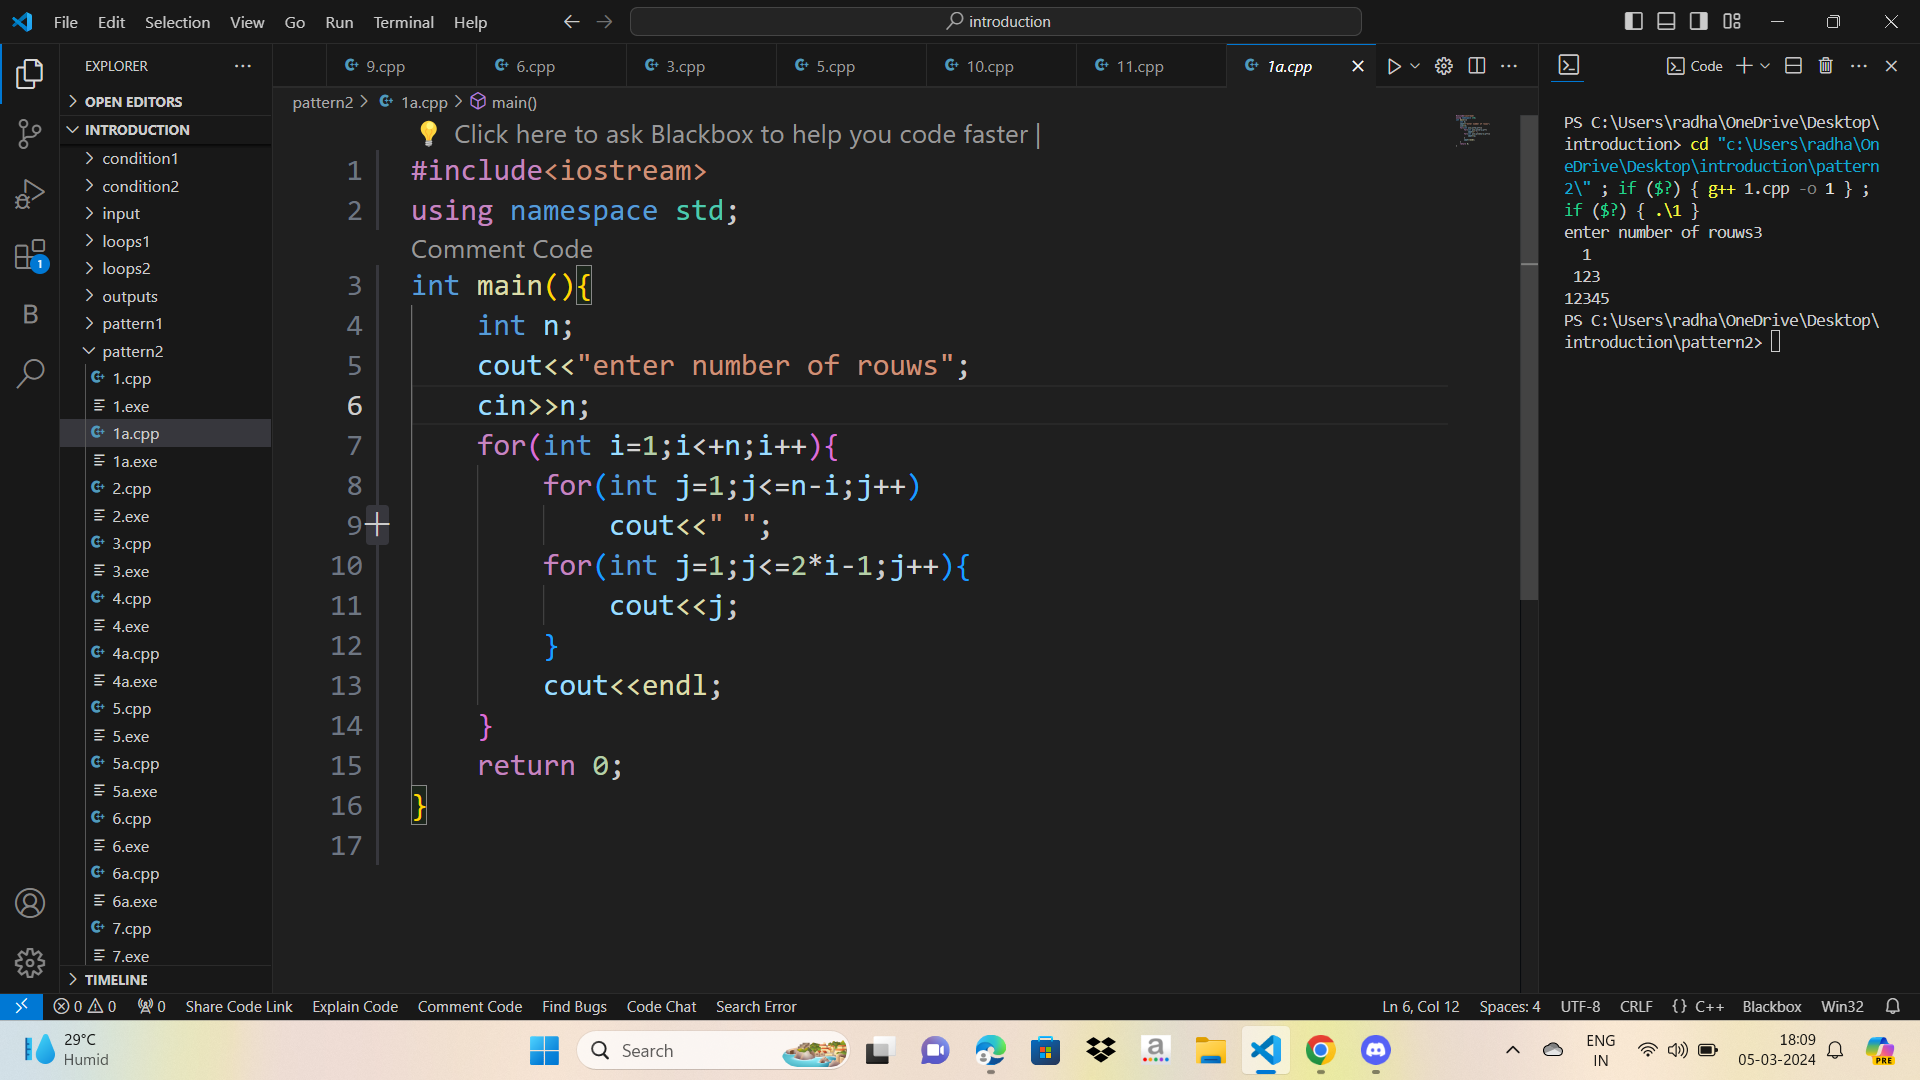 File Edit Selection View Go Run Terminal Help
introduction
EXPLORER
9.cpp 6.cpp 3.cpp 5.cpp 10.cpp 11.cpp 1a.cpp
Code
OPEN EDITORS
INTRODUCTION
condition1
condition2
input
loops1
loops2
outputs
pattern1
pattern2
1.cpp
1.exe
1a.cpp
1a.exe
2.cpp
2.exe
3.cpp
3.exe
4.cpp
4.exe
4a.cpp
4a.exe
5.cpp
5.exe
5a.cpp
5a.exe
6.cpp
6.exe
6a.cpp
6a.exe
7.cpp
7.exe
TIMELINE
1
B
pattern2 > 1a.cpp > main()
Click here to ask Blackbox to help you code faster |
1 #include<iostream>
2 using namespace std;
Comment Code
3 int main(){
4 int n;
5 cout<<"enter number of rouws";
6 cin>>n;
7 for(int i=1;i<+n;i++){
8 for(int j=1;j<=n-i;j++)
9 cout<<" ";
10 for(int j=1;j<=2*i-1;j++){
11 cout<<j;
12 }
13 cout<<endl;
14 }
15 return 0;
16 }
17
PS C:\Users\radha\OneDrive\Desktop\
introduction> cd "c:\Users\radha\On
eDrive\Desktop\introduction\pattern
2\" ; if ($?) { g++ 1.cpp -o 1 } ;
if ($?) { .\1 }
enter number of rouws3
1
123
12345
PS C:\Users\radha\OneDrive\Desktop\
introduction\pattern2>
0 0 0 Share Code Link Explain Code Comment Code Find Bugs Code Chat Search Error
Ln 6, Col 12 Spaces: 4 UTF-8 CRLF {} C++ Blackbox Win32
29°C
Humid
Search
a
ENG
IN
18:09
05-03-2024
PRE